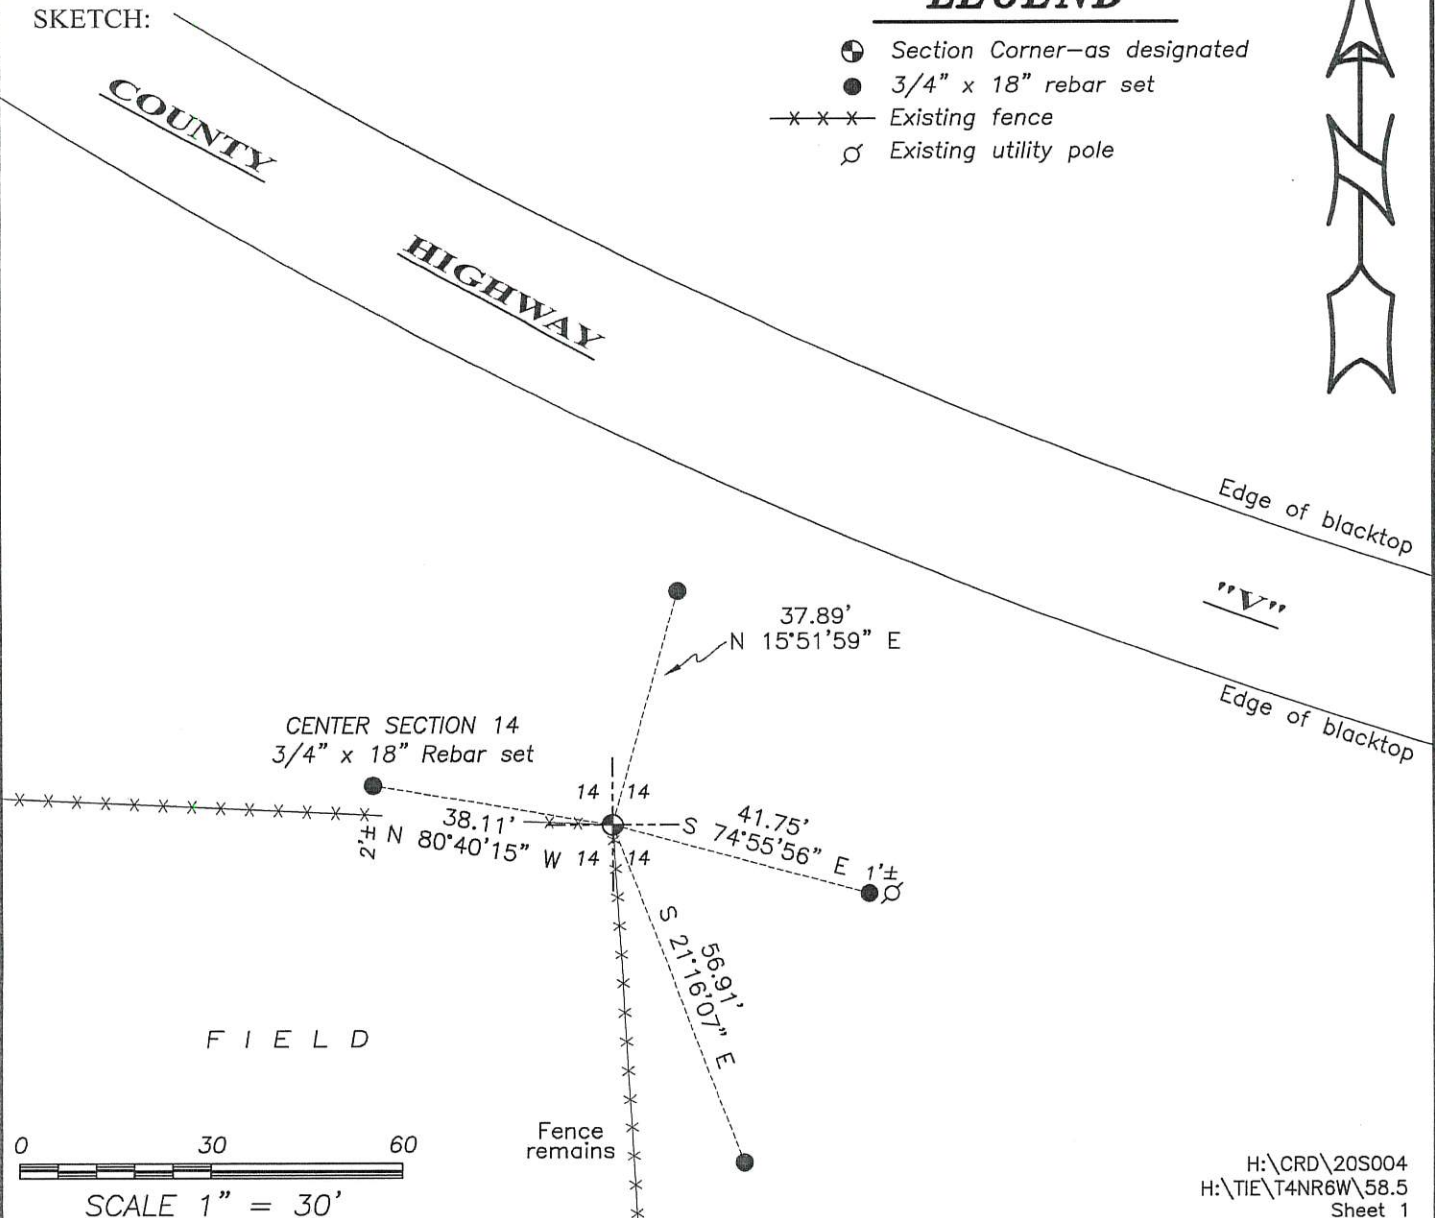 SKETCH:
LEGEND
Section Corner—as designated
3/4" x 18" rebar set
Existing fence
Existing utility pole
N
COUNTY
HIGHWAY
"V"
Edge of blacktop
Edge of blacktop
37.89'
N 15°51'59" E
CENTER SECTION 14
3/4" x 18" Rebar set
14 14
38.11'
N 80°40'15" W
2'±
41.75'
S 74°55'56" E
1'±
14 14
56.91'
S 21°16'07" E
FIELD
Fence
remains
0 30 60
SCALE 1" = 30'
H:\CRD\20S004
H:\TIE\T4NR6W\58.5
Sheet 1